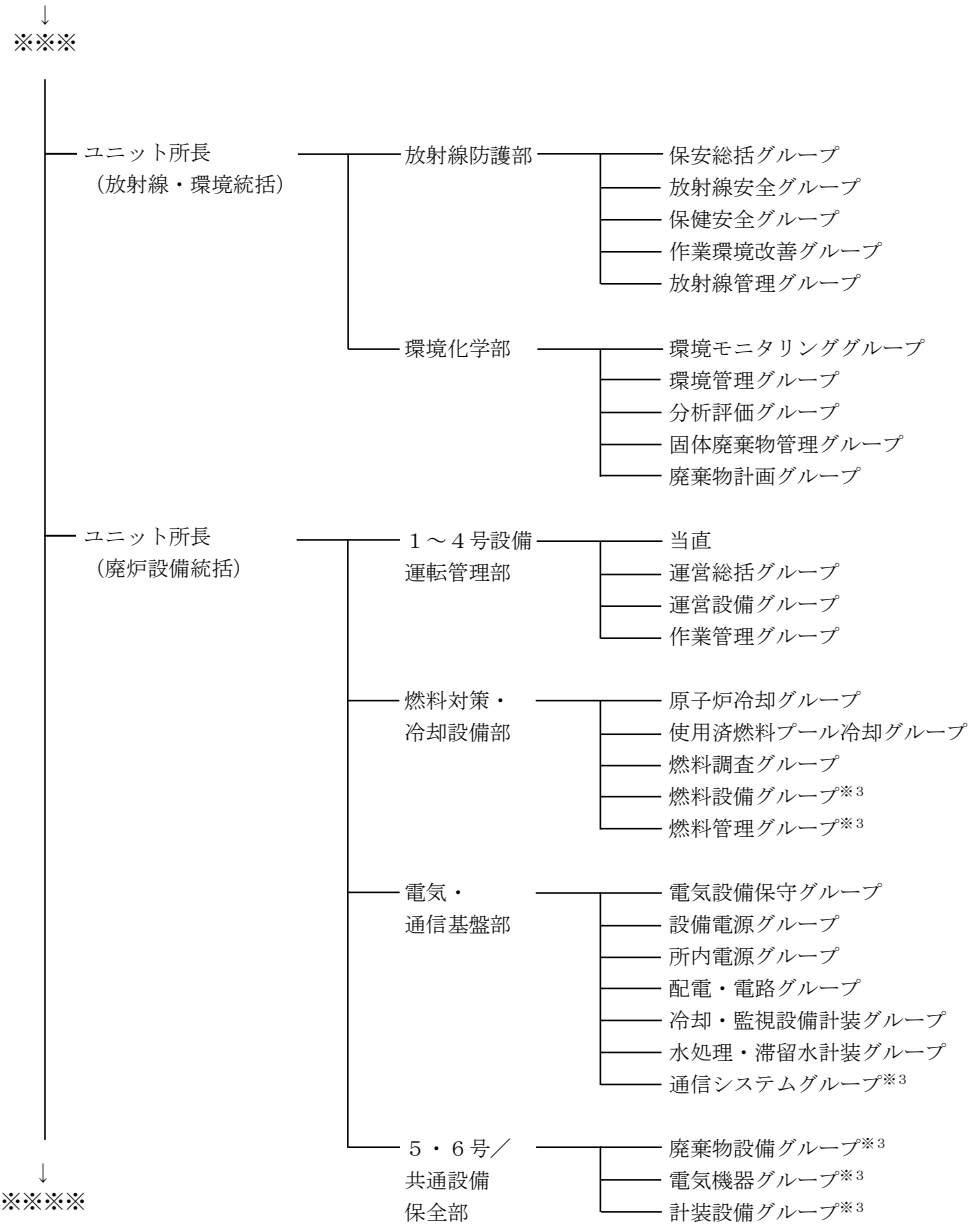 ↓
※※※
ユニット所長 放射線防護部 保安総括グループ
（放射線・環境統括） 放射線安全グループ
保健安全グループ
作業環境改善グループ
放射線管理グループ
環境化学部 環境モニタリンググループ
環境管理グループ
分析評価グループ
固体廃棄物管理グループ
廃棄物計画グループ
ユニット所長 １～４号設備 当直
（廃炉設備統括） 運転管理部 運営総括グループ
運営設備グループ
作業管理グループ
燃料対策・ 原子炉冷却グループ
冷却設備部 使用済燃料プール冷却グループ
燃料調査グループ
燃料設備グループ※３
燃料管理グループ※３
電気・ 電気設備保守グループ
通信基盤部 設備電源グループ
所内電源グループ
配電・電路グループ
冷却・監視設備計装グループ
水処理・滞留水計装グループ
通信システムグループ※３
５・６号／ 廃棄物設備グループ※３
↓ 共通設備 電気機器グループ※３
※※※※ 保全部 計装設備グループ※３